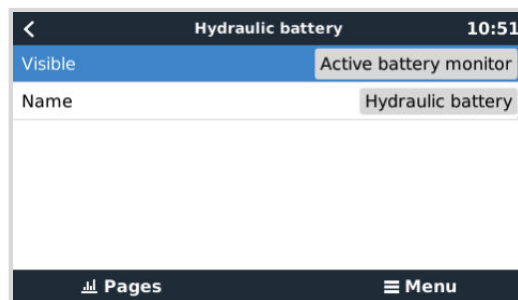 Hydraulic battery 10:51
Visible Active battery monitor
Name Hydraulic battery
Pages Menu